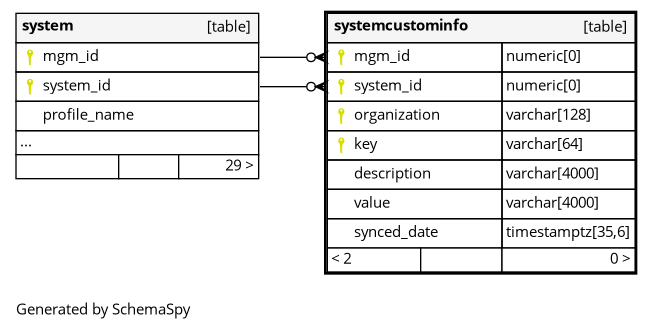 system [table]
mgm_id
system_id
profile_name
...
29 >
systemcustominfo [table]
mgm_id numeric[0]
system_id numeric[0]
organization varchar[128]
key varchar[64]
description varchar[4000]
value varchar[4000]
synced_date timestamptz[35,6]
< 2 0 >
Generated by SchemaSpy